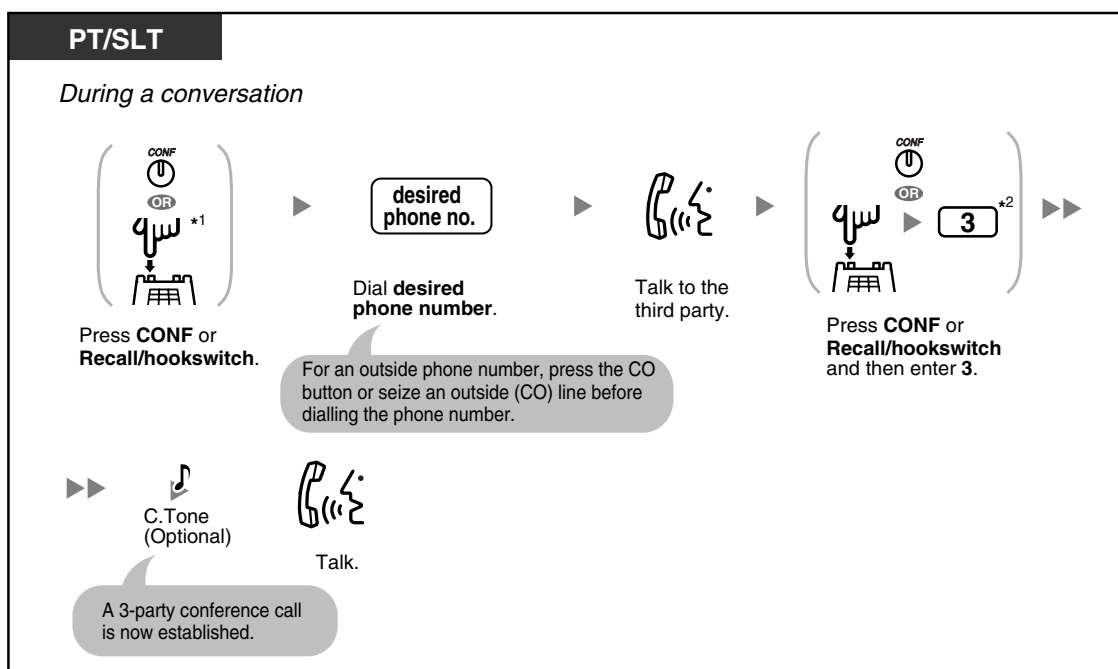 PT/SLT
During a conversation
CONF
OR
*1
Press CONF or
Recall/hookswitch.
desired
phone no.
Dial desired
phone number.
For an outside phone number, press the CO
button or seize an outside (CO) line before
dialling the phone number.
Talk to the
third party.
CONF
OR
3 *2
Press CONF or
Recall/hookswitch
and then enter 3.
C.Tone
(Optional)
A 3-party conference call
is now established.
Talk.